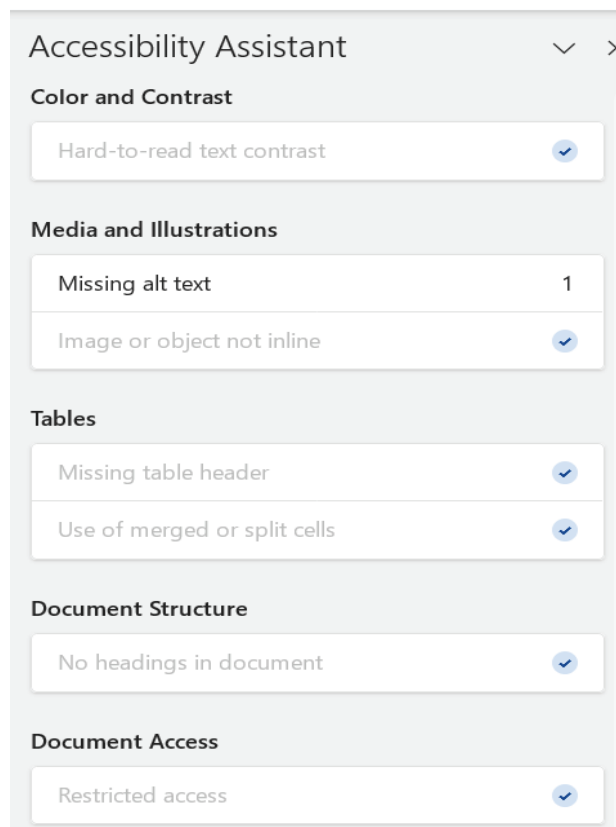 Accessibility Assistant
Color and Contrast
Hard-to-read text contrast
Media and Illustrations
Missing alt text 1
Image or object not inline
Tables
Missing table header
Use of merged or split cells
Document Structure
No headings in document
Document Access
Restricted access